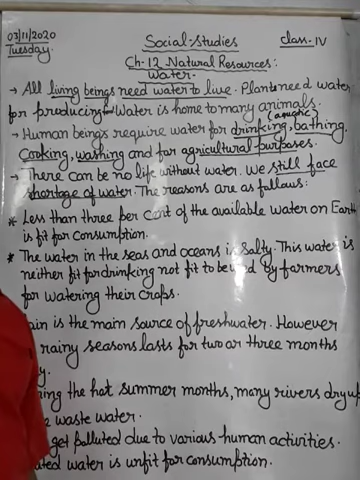 03/11/2020 Social-Studies Class-IV
Tuesday.
Ch-12 Natural Resources:
Water-
→ All living beings need water to live. Plants need water
for producing food. Water is home to many animals.
(aquatic)
→ Human beings require water for drinking, bathing,
Cooking, washing and for agricultural purposes.
→ There can be no life without water. We still face
shortage of water. The reasons are as follows:
* Less than three per cent of the available water on Earth
is fit for Consumption.
* The water in the seas and oceans is Salty. This water is
neither fit for drinking not fit to be by farmers
for watering their Crops.
is the main source of freshwater. However
rainy seasons lasts for two or three months
the hot summer months, many rivers dry up
waste water.
get polluted due to various human activities.
water is unfit for consumption.